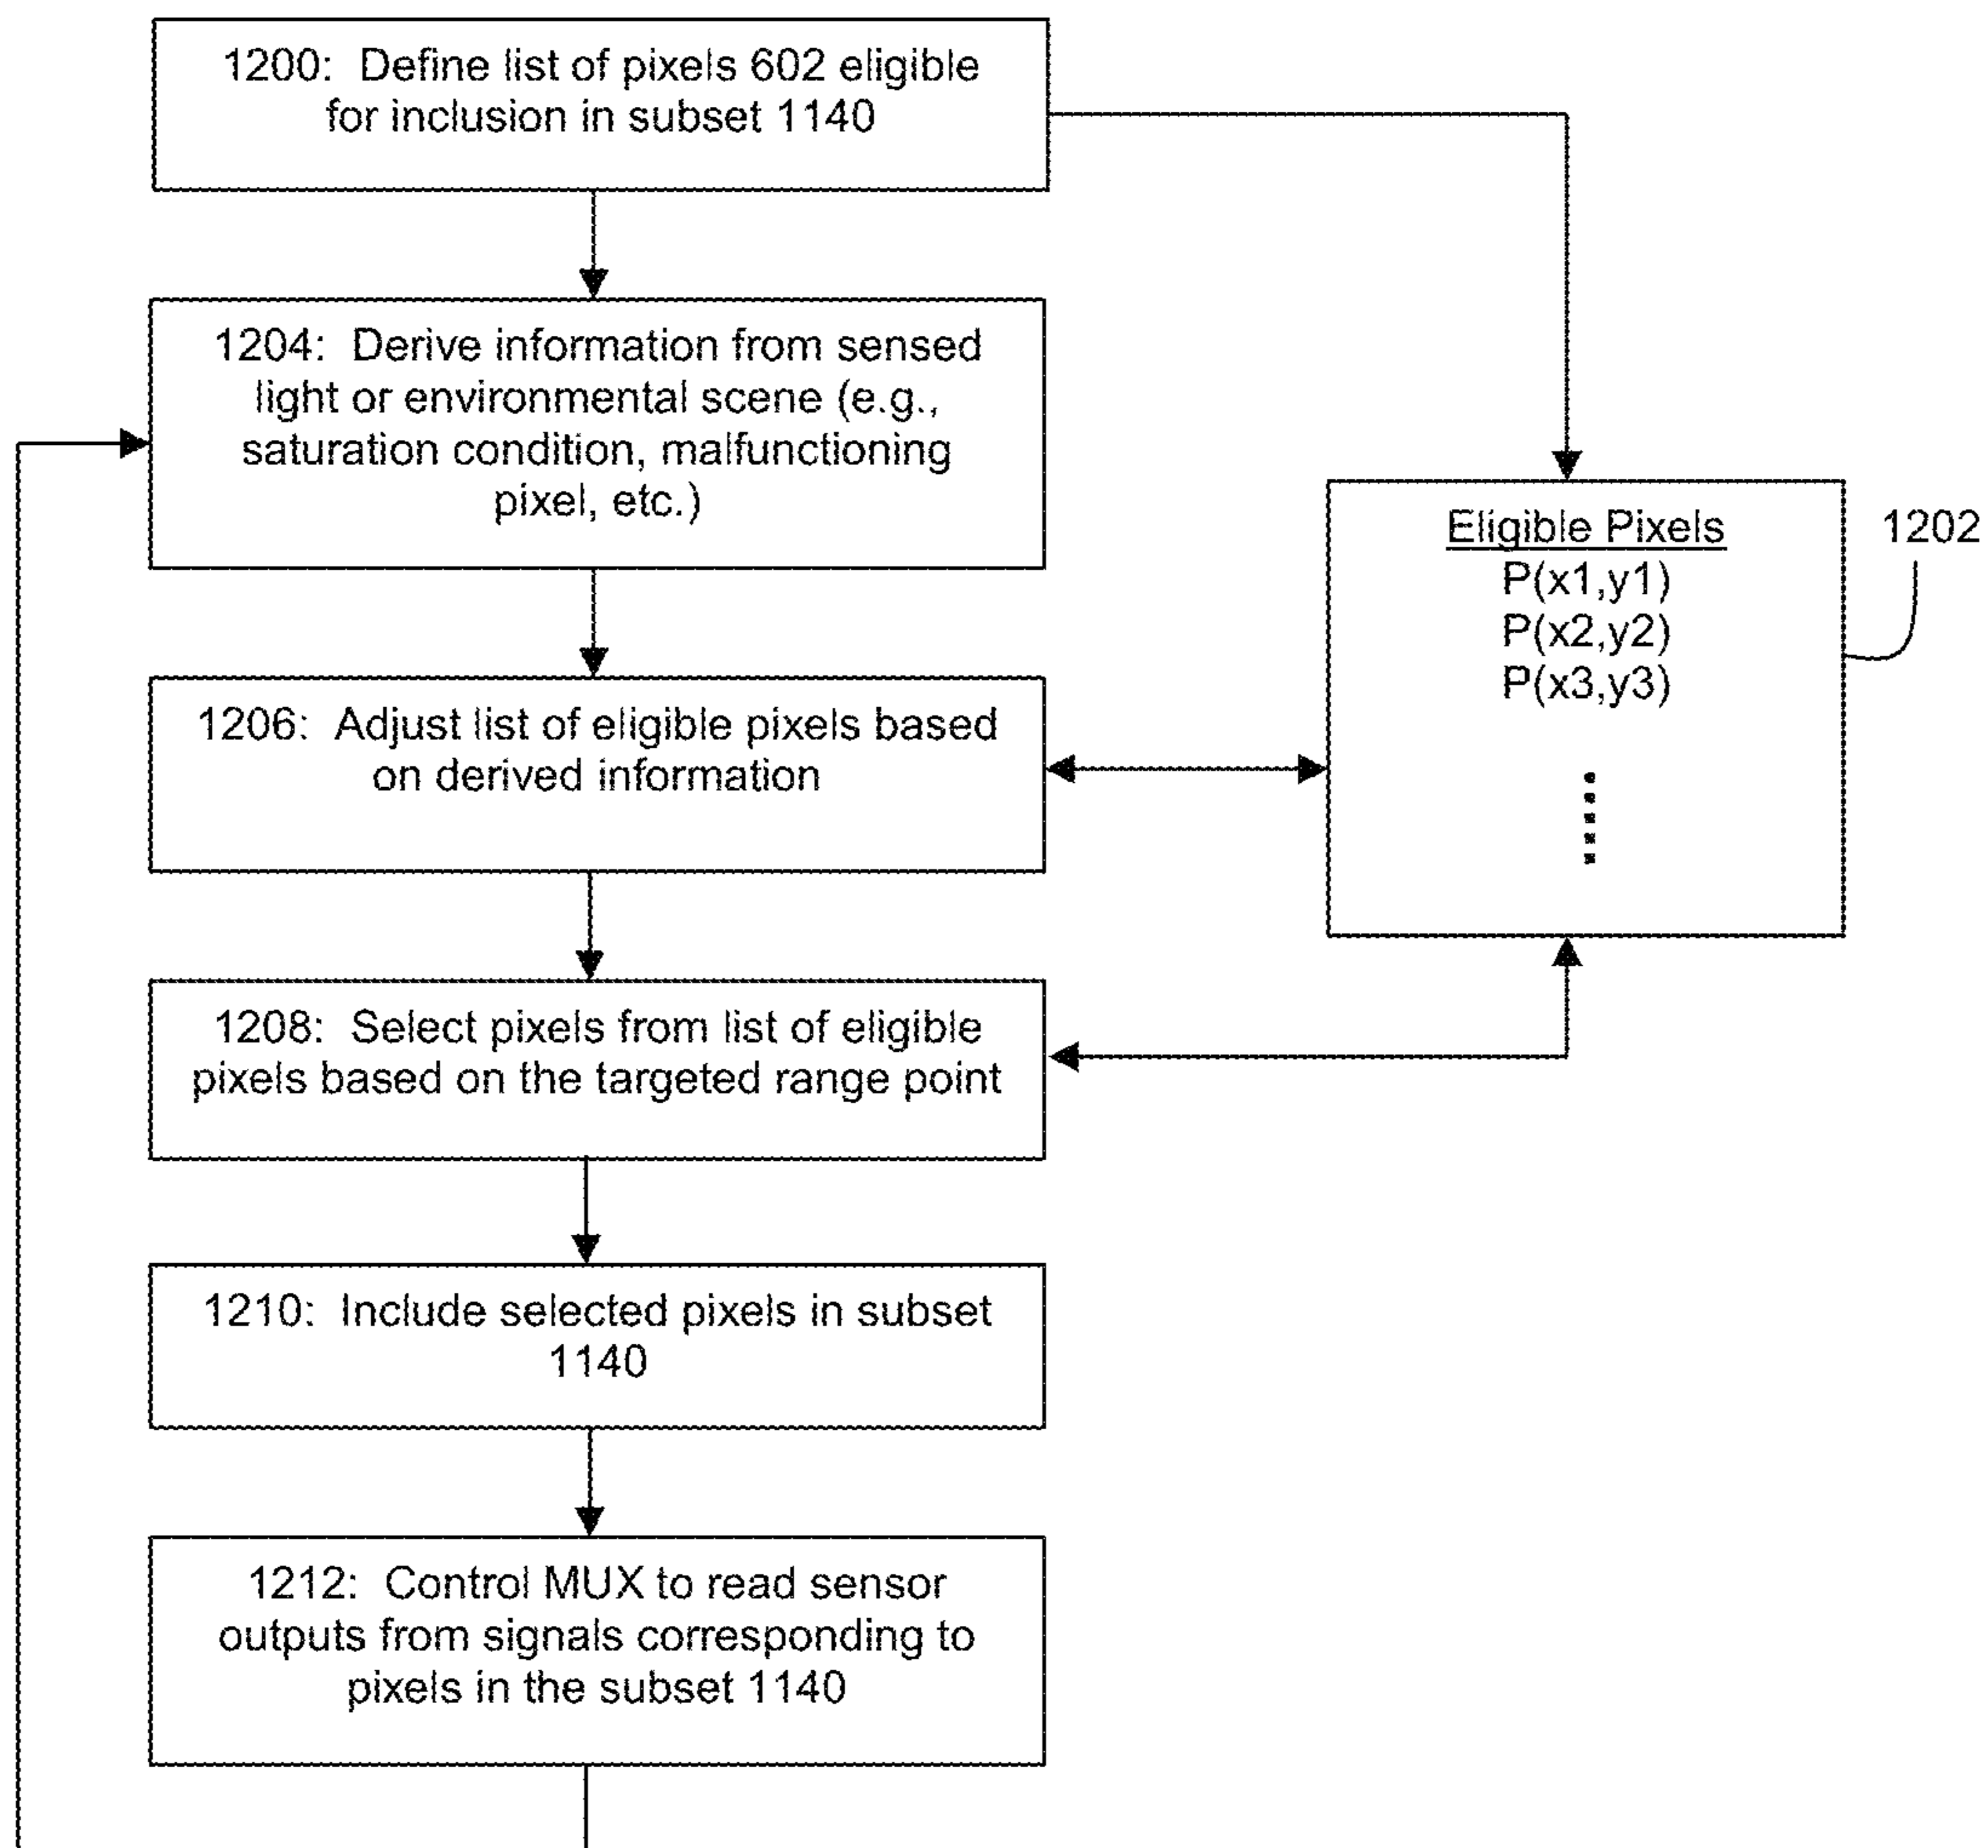 1200: Define list of pixels 602 eligible
for inclusion in subset 1140
1204: Derive information from sensed
light or environmental scene (e.g.,
saturation condition, malfunctioning
pixel, etc.)
Eligible Pixels
P(x1,y1)
P(x2,y2)
P(x3,y3)
1202
1206: Adjust list of eligible pixels based
on derived information
1208: Select pixels from list of eligible
pixels based on the targeted range point
1210: Include selected pixels in subset
1140
1212: Control MUX to read sensor
outputs from signals corresponding to
pixels in the subset 1140